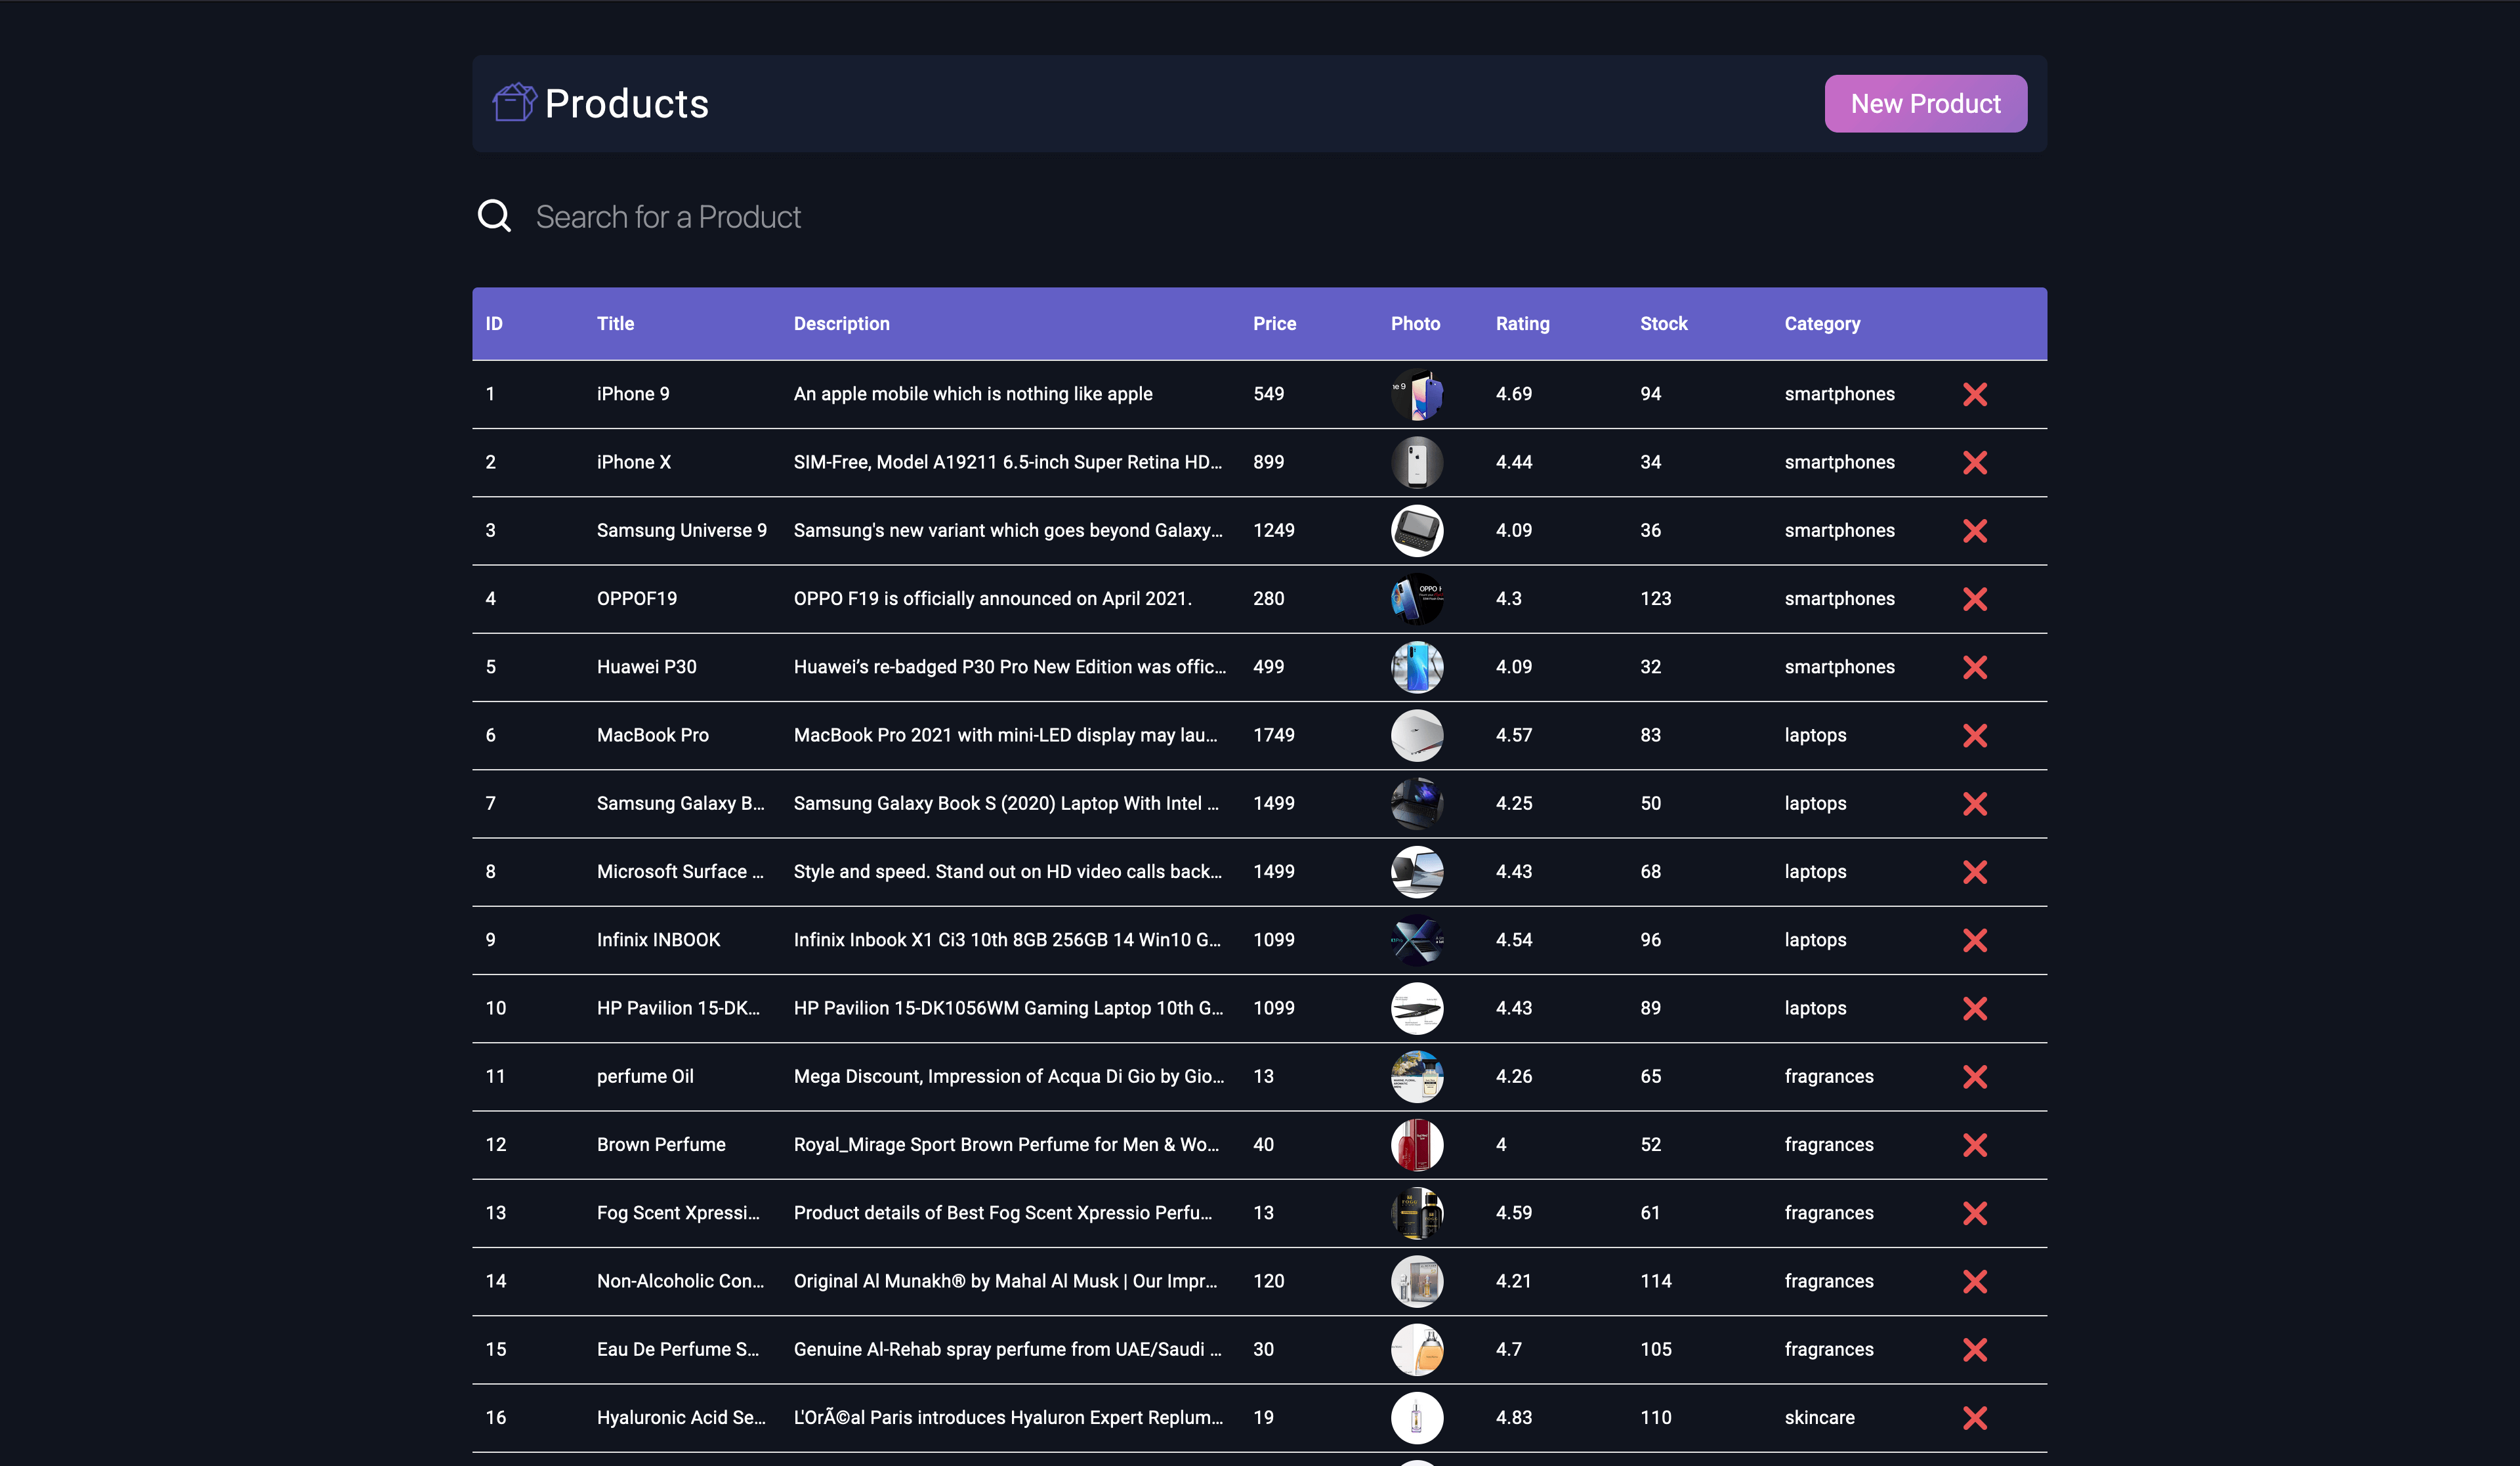 Products
New Product
Search for a Product
ID Title Description Price Photo Rating Stock Category
1 iPhone 9 An apple mobile which is nothing like apple 549 4.69 94 smartphones
2 iPhone X SIM-Free, Model A19211 6.5-inch Super Retina HD... 899 4.44 34 smartphones
3 Samsung Universe 9 Samsung's new variant which goes beyond Galaxy... 1249 4.09 36 smartphones
4 OPPOF19 OPPO F19 is officially announced on April 2021. 280 OPPO 4.3 123 smartphones
5 Huawei P30 Huawei’s re-badged P30 Pro New Edition was offic... 499 4.09 32 smartphones
6 MacBook Pro MacBook Pro 2021 with mini-LED display may lau... 1749 4.57 83 laptops
7 Samsung Galaxy B... Samsung Galaxy Book S (2020) Laptop With Intel ... 1499 4.25 50 laptops
8 Microsoft Surface ... Style and speed. Stand out on HD video calls back... 1499 4.43 68 laptops
9 Infinix INBOOK Infinix Inbook X1 Ci3 10th 8GB 256GB 14 Win10 G... 1099 4.54 96 laptops
10 HP Pavilion 15-DK... HP Pavilion 15-DK1056WM Gaming Laptop 10th G... 1099 4.43 89 laptops
11 perfume Oil Mega Discount, Impression of Acqua Di Gio by Gio... 13 4.26 65 fragrances
12 Brown Perfume Royal_Mirage Sport Brown Perfume for Men & Wo... 40 4 52 fragrances
13 Fog Scent Xpressi... Product details of Best Fog Scent Xpressio Perfu... 13 FOGG 4.59 61 fragrances
14 Non-Alcoholic Con... Original Al Munakh® by Mahal Al Musk | Our Impr... 120 4.21 114 fragrances
15 Eau De Perfume S... Genuine Al-Rehab spray perfume from UAE/Saudi ... 30 4.7 105 fragrances
16 Hyaluronic Acid Se... L'OrÃ©al Paris introduces Hyaluron Expert Replum... 19 4.83 110 skincare